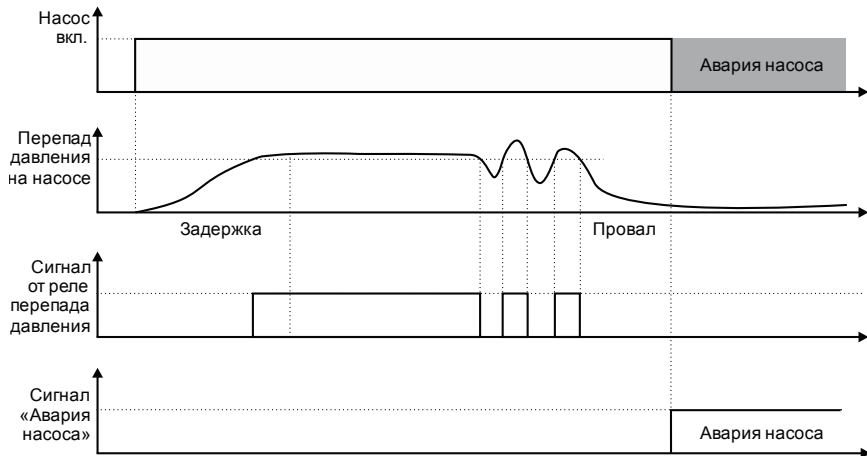 Насос
вкл.
Авария насоса
Перепад
давления
на насосе
Задержка
Провал
Сигнал
от реле
перепада
давления
Сигнал
«Авария
насоса»
Авария насоса